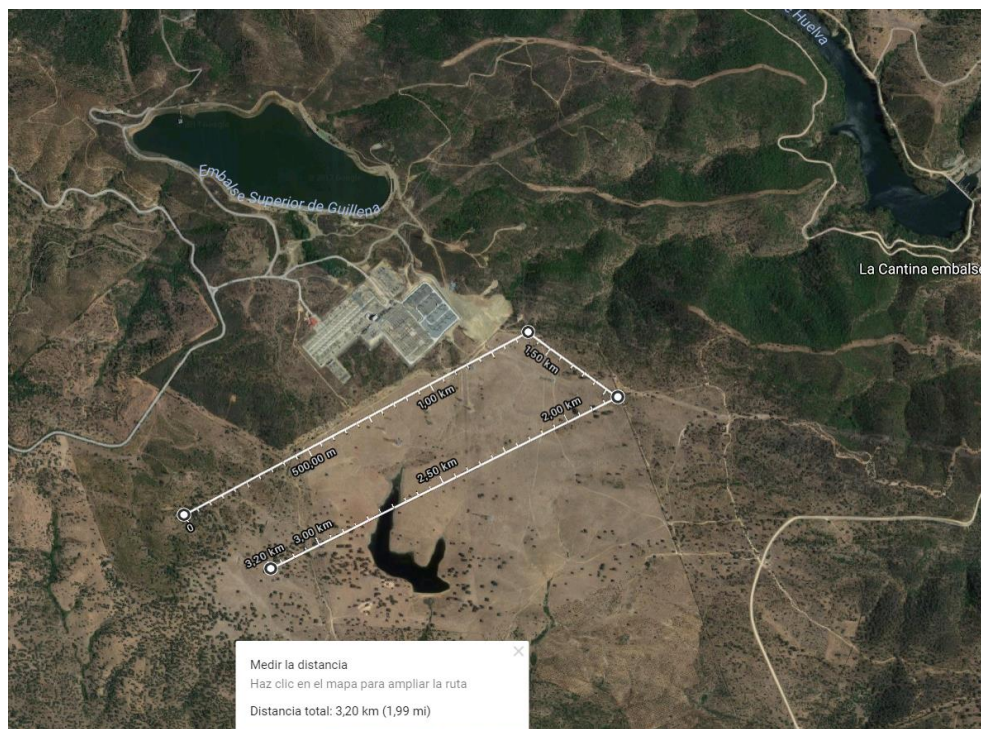 e Huelva
Embalse Superior de Guillena
La Cantina embalse
1,50 km
1,00 km
2,00 km
500,00 m
2,50 km
0
3,00 km
3,20 km
Medir la distancia
Haz clic en el mapa para ampliar la ruta
Distancia total: 3,20 km (1,99 mi)